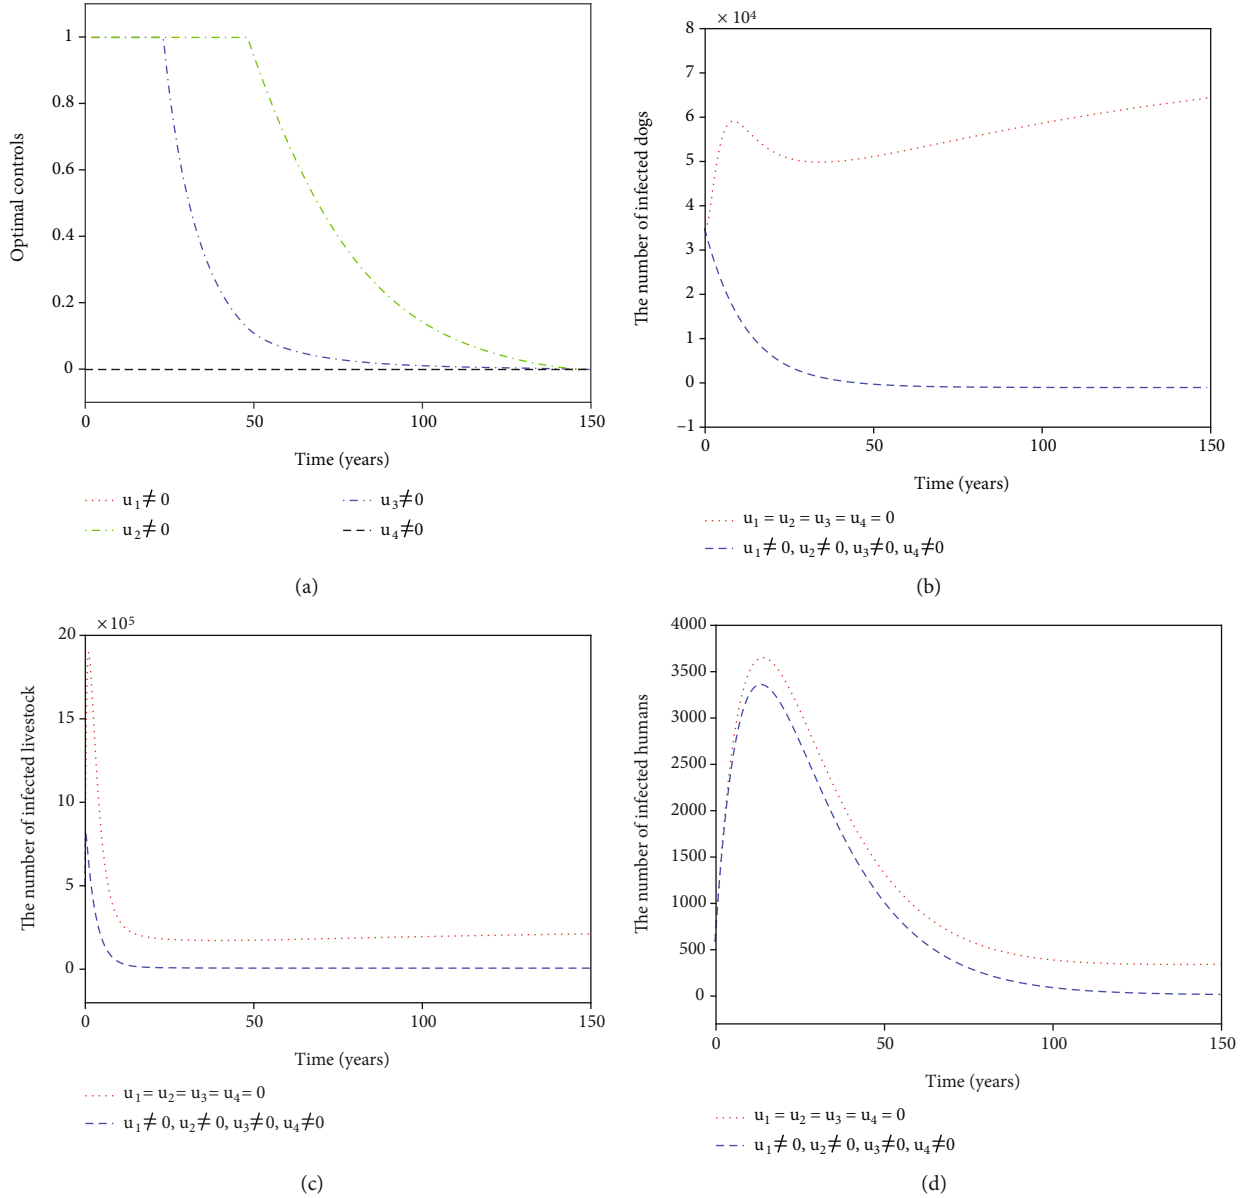 1
0.8
0.6
0.4
0.2
0
Optimal controls
0 50 100 150
Time (years)
u₁≠ 0
u₂≠ 0
u₃≠0
u₄≠0
(a)
× 10⁴
8
7
6
5
4
3
2
1
0
–1
The number of infected dogs
0 50 100 150
Time (years)
u₁ = u₂ = u₃ = u₄ = 0
u₁ ≠ 0, u₂ ≠ 0, u₃≠0, u₄≠0
(b)
×10⁵
20
15
10
5
0
The number of infected livestock
0 50 100 150
Time (years)
u₁ = u₂ = u₃ = u₄ = 0
u₁ ≠ 0, u₂ ≠ 0, u₃≠0, u₄≠0
(c)
4000
3500
3000
2500
2000
1500
1000
500
0
The number of infected humans
0 50 100 150
Time (years)
u₁ = u₂ = u₃ = u₄ = 0
u₁≠ 0, u₂ ≠ 0, u₃≠0, u₄≠0
(d)